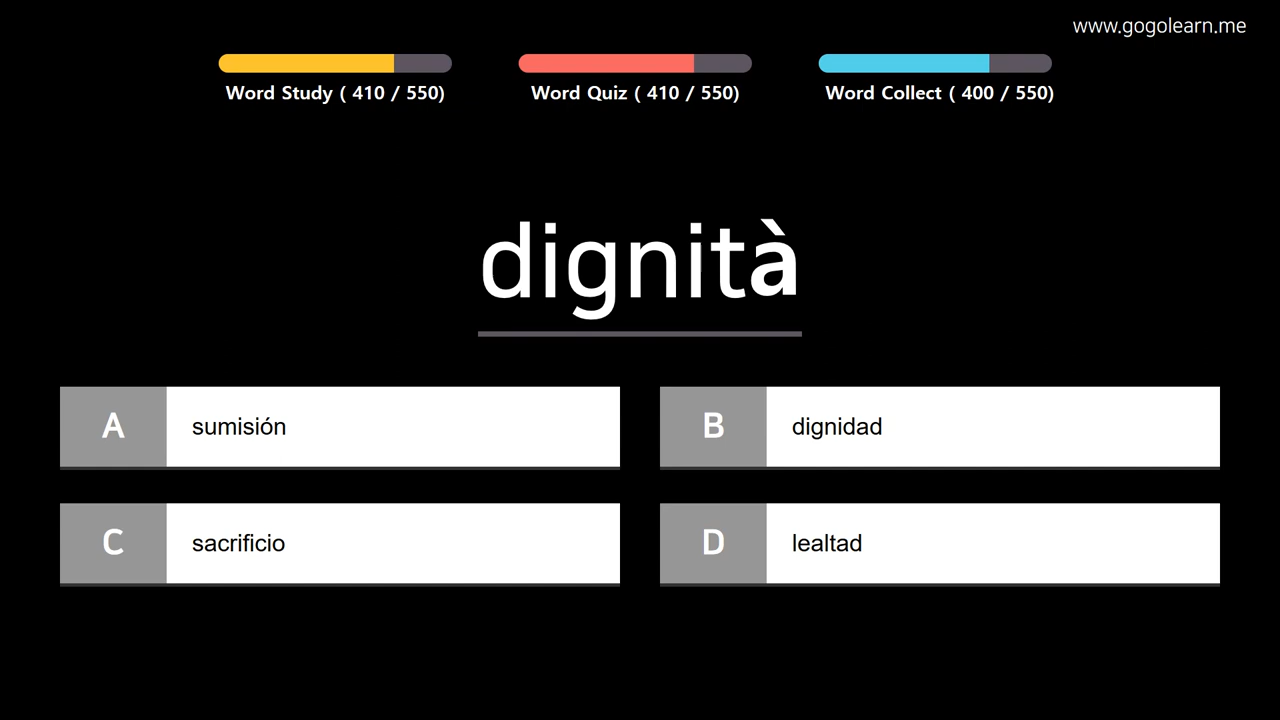 www.gogolearn.me
Word Study ( 410 / 550)
Word Quiz ( 410 / 550)
Word Collect ( 400 / 550)
dignità
A sumisión
B dignidad
C sacrificio
D lealtad